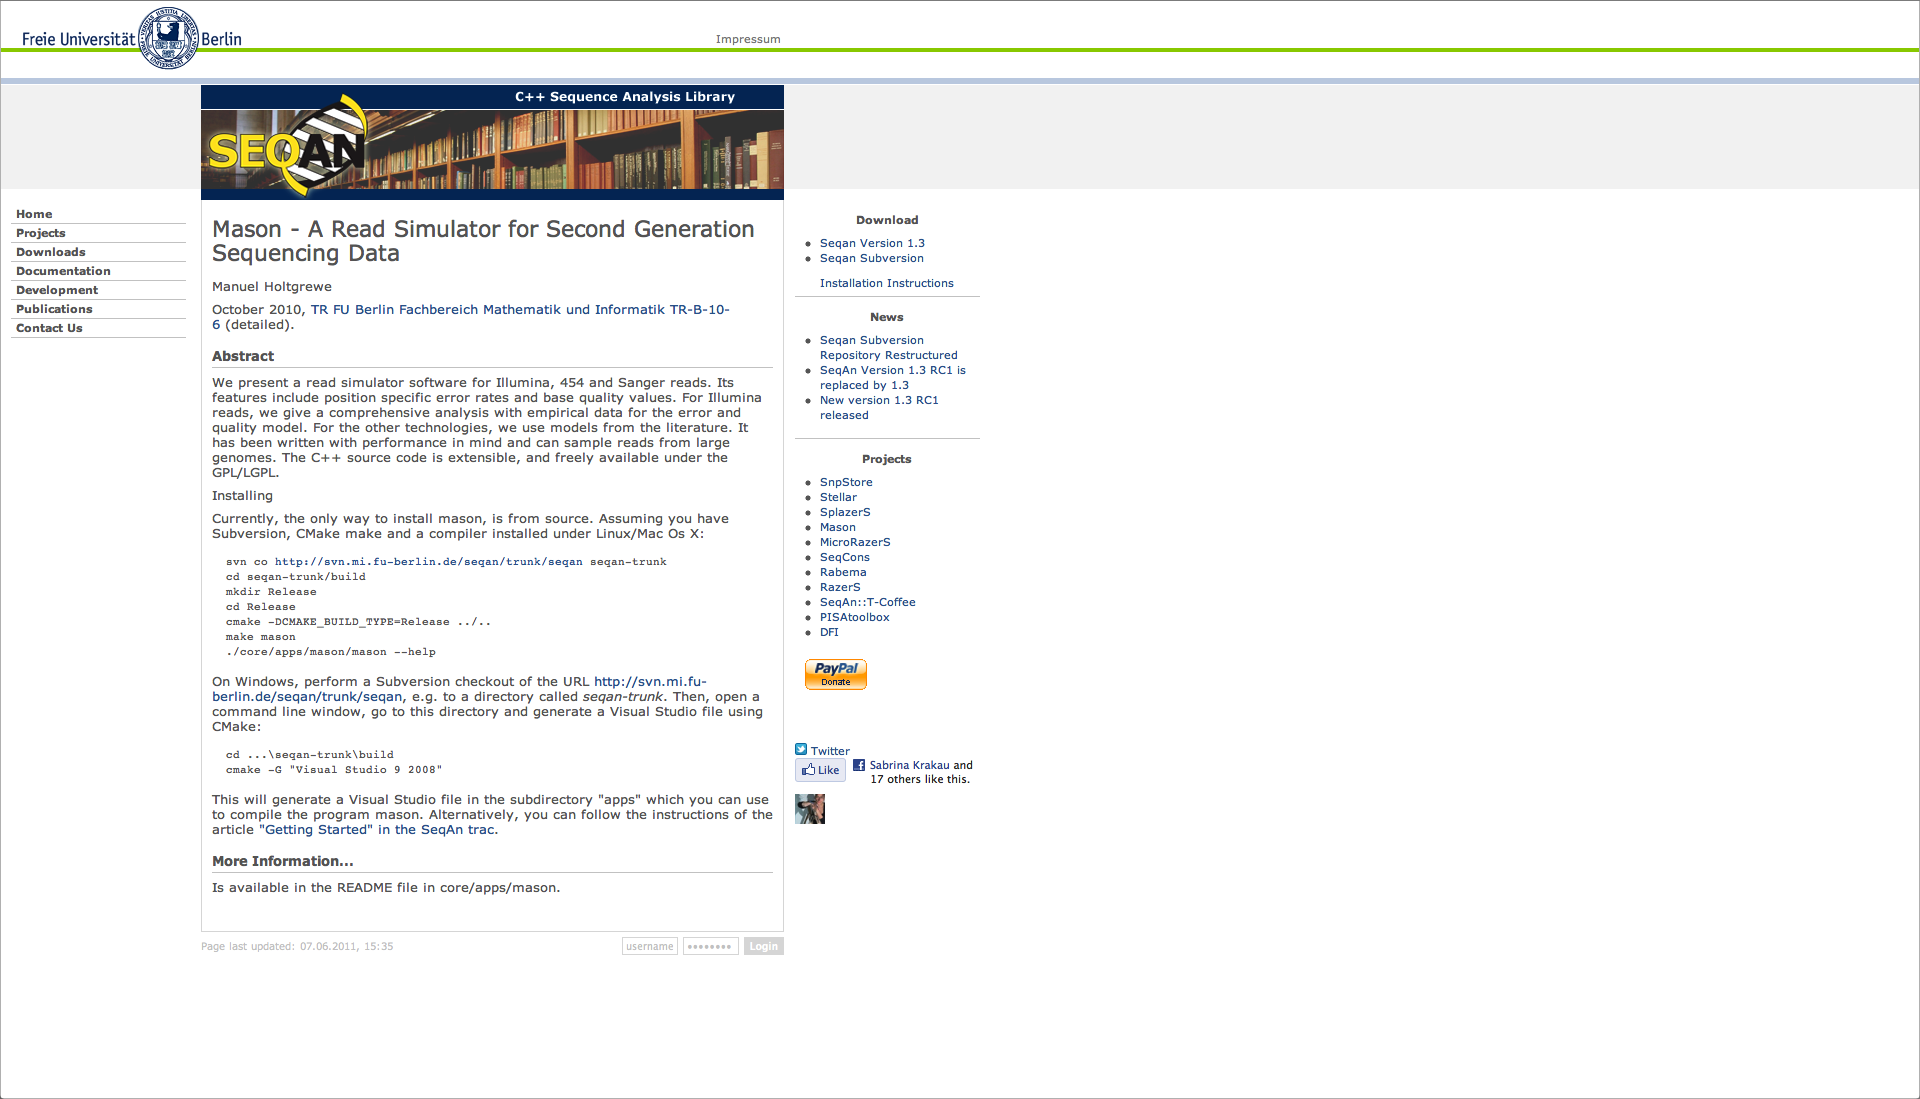 Freie Universität Berlin
Impressum
C++ Sequence Analysis Library
SEQAN
Home
Projects
Downloads
Documentation
Development
Publications
Contact Us
Mason - A Read Simulator for Second Generation
Sequencing Data
Manuel Holtgrewe
October 2010, TR FU Berlin Fachbereich Mathematik und Informatik TR-B-10-
6 (detailed).
Abstract
We present a read simulator software for Illumina, 454 and Sanger reads. Its
features include position specific error rates and base quality values. For Illumina
reads, we give a comprehensive analysis with empirical data for the error and
quality model. For the other technologies, we use models from the literature. It
has been written with performance in mind and can sample reads from large
genomes. The C++ source code is extensible, and freely available under the
GPL/LGPL.
Installing
Currently, the only way to install mason, is from source. Assuming you have
Subversion, CMake make and a compiler installed under Linux/Mac Os X:
svn co http://svn.mi.fu-berlin.de/seqan/trunk/seqan seqan-trunk
cd seqan-trunk/build
mkdir Release
cd Release
cmake -DCMAKE_BUILD_TYPE=Release ../..
make mason
./core/apps/mason/mason --help
On Windows, perform a Subversion checkout of the URL http://svn.mi.fu-
berlin.de/seqan/trunk/seqan, e.g. to a directory called seqan-trunk. Then, open a
command line window, go to this directory and generate a Visual Studio file using
CMake:
cd ...\seqan-trunk\build
cmake -G "Visual Studio 9 2008"
This will generate a Visual Studio file in the subdirectory "apps" which you can use
to compile the program mason. Alternatively, you can follow the instructions of the
article "Getting Started" in the SeqAn trac.
More Information...
Is available in the README file in core/apps/mason.
Page last updated: 07.06.2011, 15:35
username
••••••••
Login
Download
Seqan Version 1.3
Seqan Subversion
Installation Instructions
News
Seqan Subversion
Repository Restructured
SeqAn Version 1.3 RC1 is
replaced by 1.3
New version 1.3 RC1
released
Projects
SnpStore
Stellar
SplazerS
Mason
MicroRazerS
SeqCons
Rabema
RazerS
SeqAn::T-Coffee
PISAtoolbox
DFI
PayPal
Donate
Twitter
Like
Sabrina Krakau and
17 others like this.